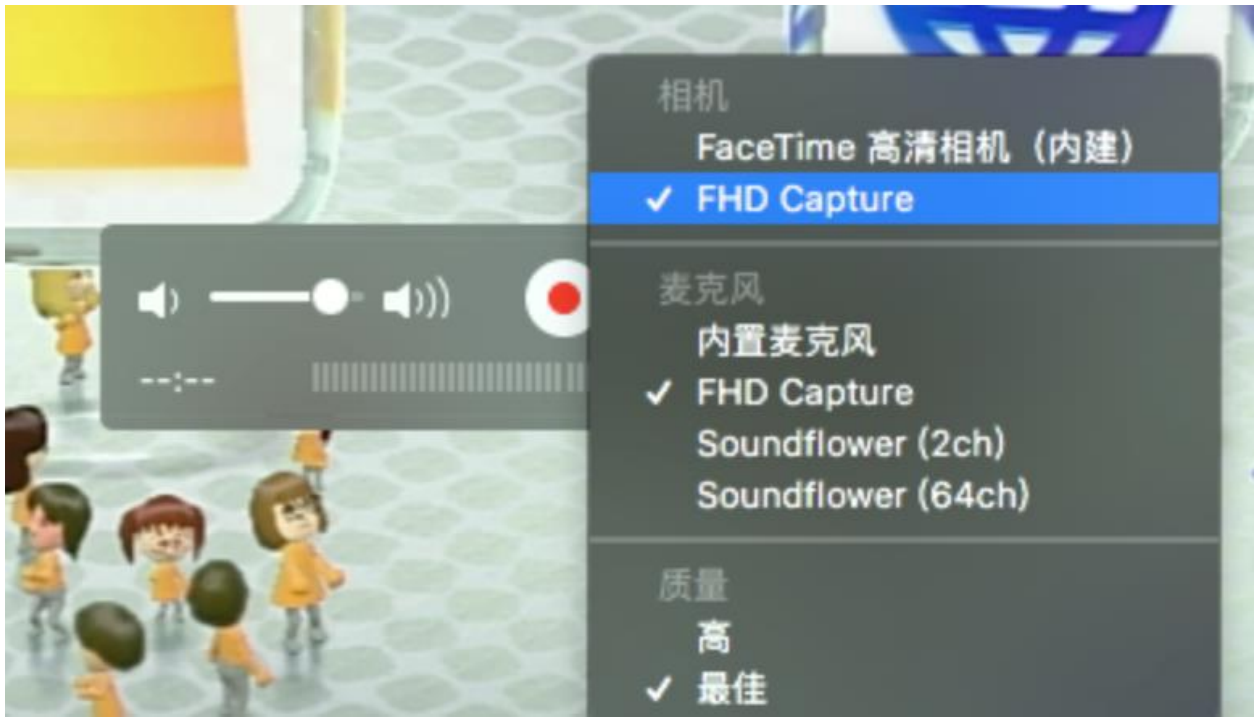 相机
FaceTime 高清相机（内建）
✓ FHD Capture
麦克风
内置麦克风
✓ FHD Capture
Soundflower (2ch)
Soundflower (64ch)
--:--
质量
高
✓ 最佳